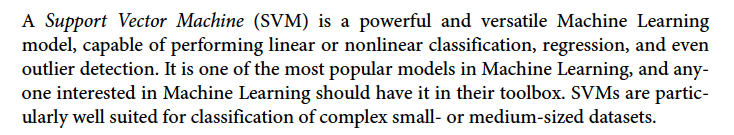 A Support Vector Machine (SVM) is a powerful and versatile Machine Learning
model, capable of performing linear or nonlinear classification, regression, and even
outlier detection. It is one of the most popular models in Machine Learning, and any-
one interested in Machine Learning should have it in their toolbox. SVMs are partic-
ularly well suited for classification of complex small- or medium-sized datasets.